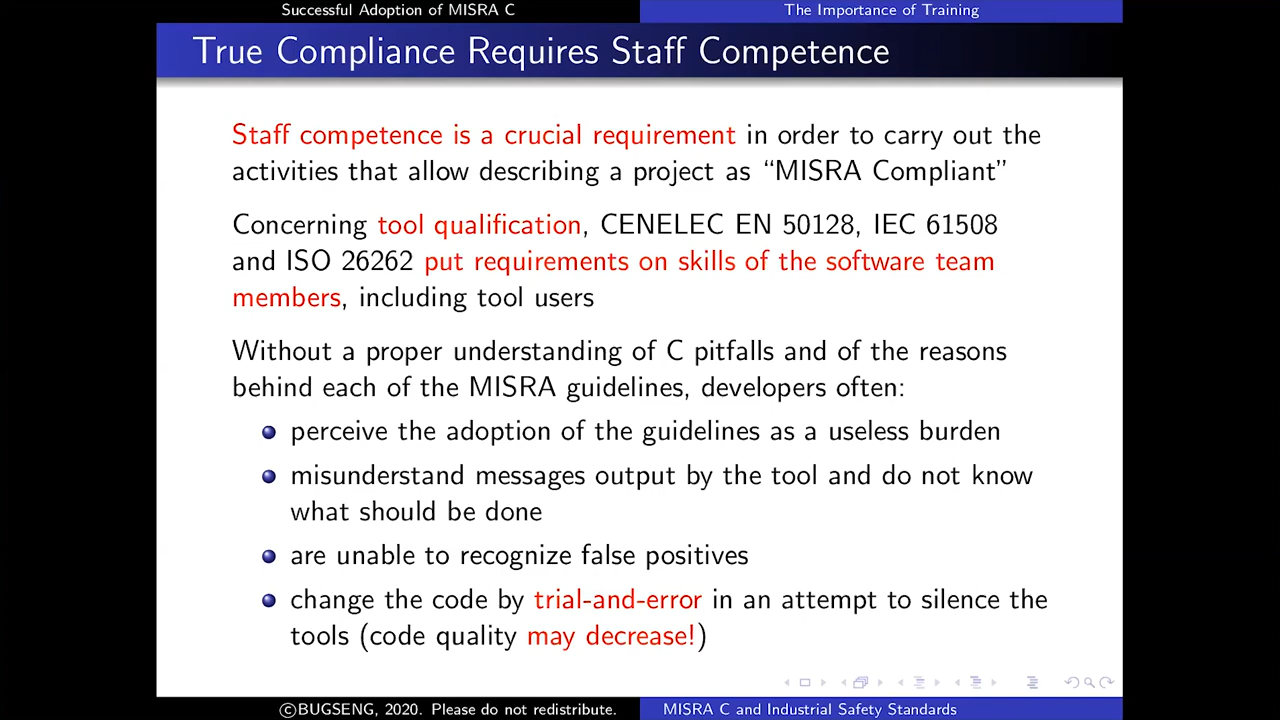 Successful Adoption of MISRA C
The Importance of Training
True Compliance Requires Staff Competence
Staff competence is a crucial requirement in order to carry out the
activities that allow describing a project as “MISRA Compliant”
Concerning tool qualification, CENELEC EN 50128, IEC 61508
and ISO 26262 put requirements on skills of the software team
members, including tool users
Without a proper understanding of C pitfalls and of the reasons
behind each of the MISRA guidelines, developers often:
perceive the adoption of the guidelines as a useless burden
misunderstand messages output by the tool and do not know
what should be done
are unable to recognize false positives
change the code by trial-and-error in an attempt to silence the
tools (code quality may decrease!)
©BUGSENG, 2020. Please do not redistribute.
MISRA C and Industrial Safety Standards